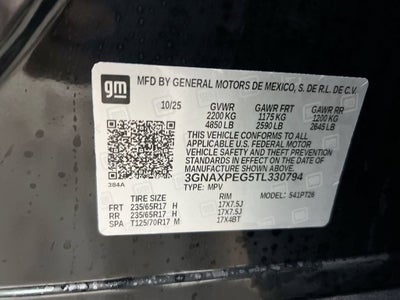 gm
MFD BY GENERAL MOTORS DE MEXICO, S. DE R.L. DE C.V.
10/25 GVWR GAWR FRT GAWR RR
2200 KG 1175 KG 1200 KG
4850 LB 2590 LB 2645 LB
THIS VEHICLE CONFORMS TO ALL
APPLICABLE U.S. FEDERAL MOTOR
VEHICLE SAFETY STANDARDS IN EFFECT ON THE
DATE OF MANUFACTURE SHOWN ABOVE.
3GNAXPEG5TL330794
384A TYPE: MPV
TIRE SIZE RIM MODEL: 541PT26
FRT 235/65R17 H 17X7.5J
RR 235/65R17 H 17X7.5J
SPA T125/70R17 M 17X4BT